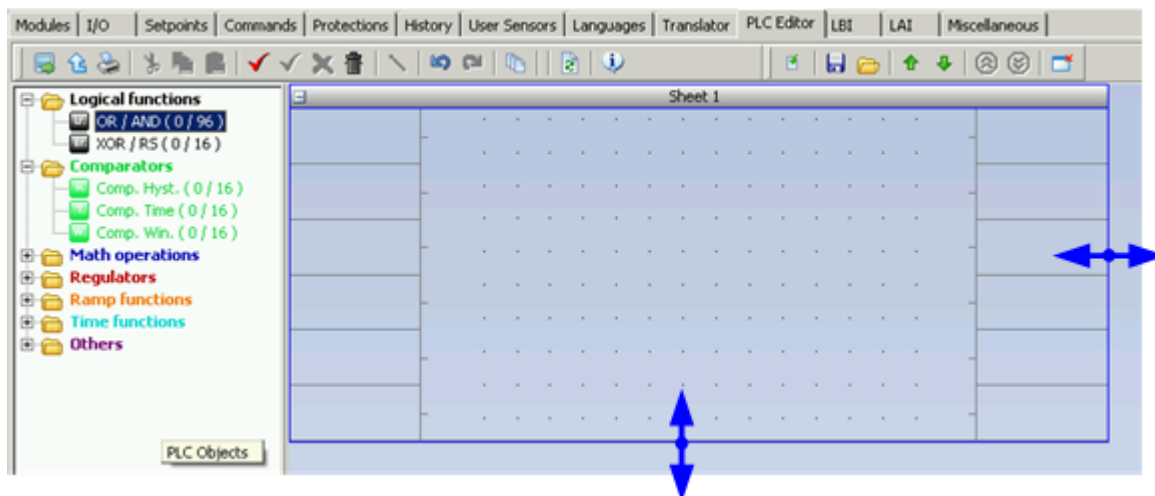 Modules I/O Setpoints Commands Protections History User Sensors Languages Translator PLC Editor LBI LAI Miscellaneous
Sheet 1
Logical functions
OR / AND ( 0 / 96 )
XOR / RS ( 0 / 16 )
Comparators
Comp. Hyst. ( 0 / 16 )
Comp. Time ( 0 / 16 )
Comp. Win. ( 0 / 16 )
Math operations
Regulators
Ramp functions
Time functions
Others
PLC Objects